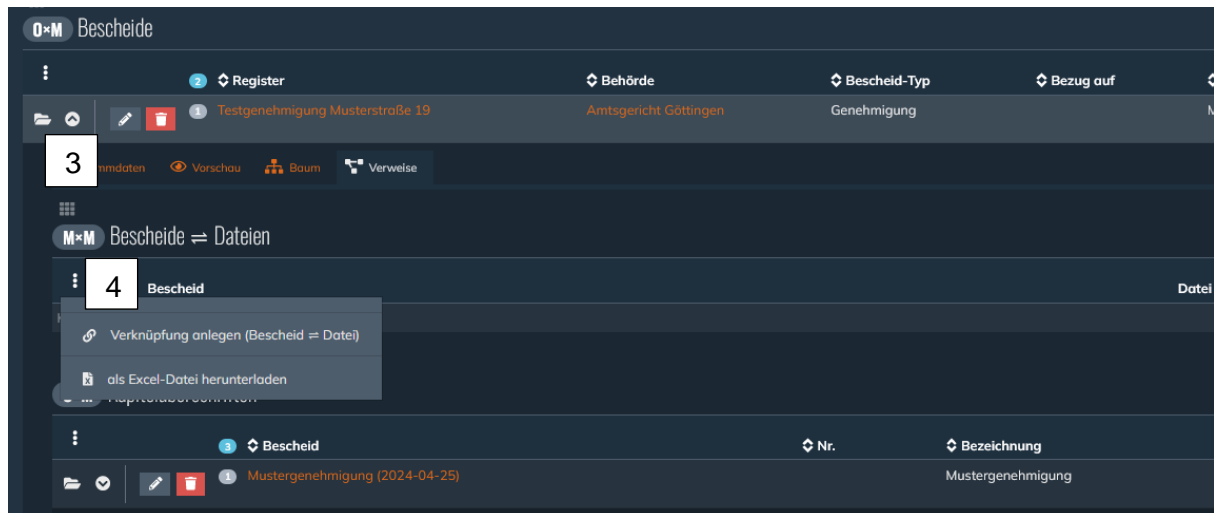 O×M Bescheide
2 Register Behörde Bescheid-Typ Bezug auf
1 Testgenehmigung Musterstraße 19 Amtsgericht Göttingen Genehmigung
3 mmdaten Vorschau Baum Verweise
M×M Bescheide ⇌ Dateien
4 Bescheid Datei
Verknüpfung anlegen (Bescheid ⇌ Datei)
als Excel-Datei herunterladen
3 Bescheid Nr. Bezeichnung
1 Mustergenehmigung (2024-04-25) Mustergenehmigung